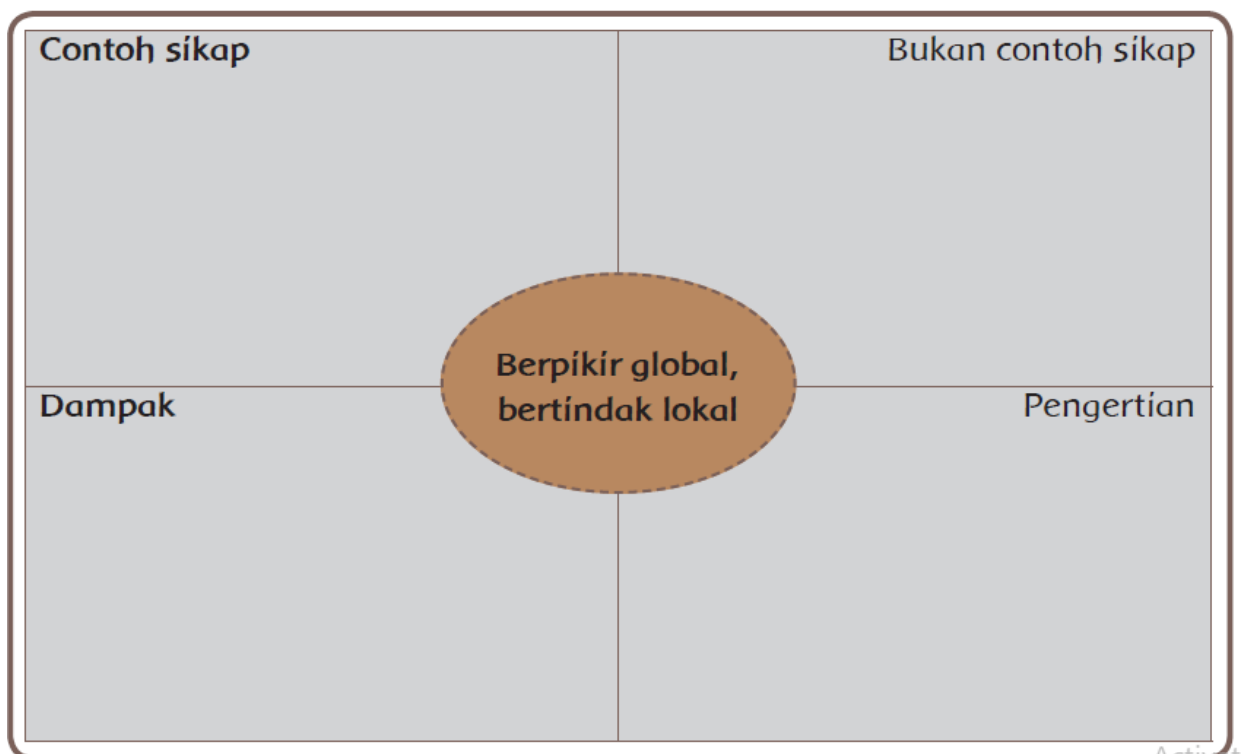 Contoh sikap
Bukan contoh sikap
Berpikir global,
bertindak lokal
Dampak
Pengertian